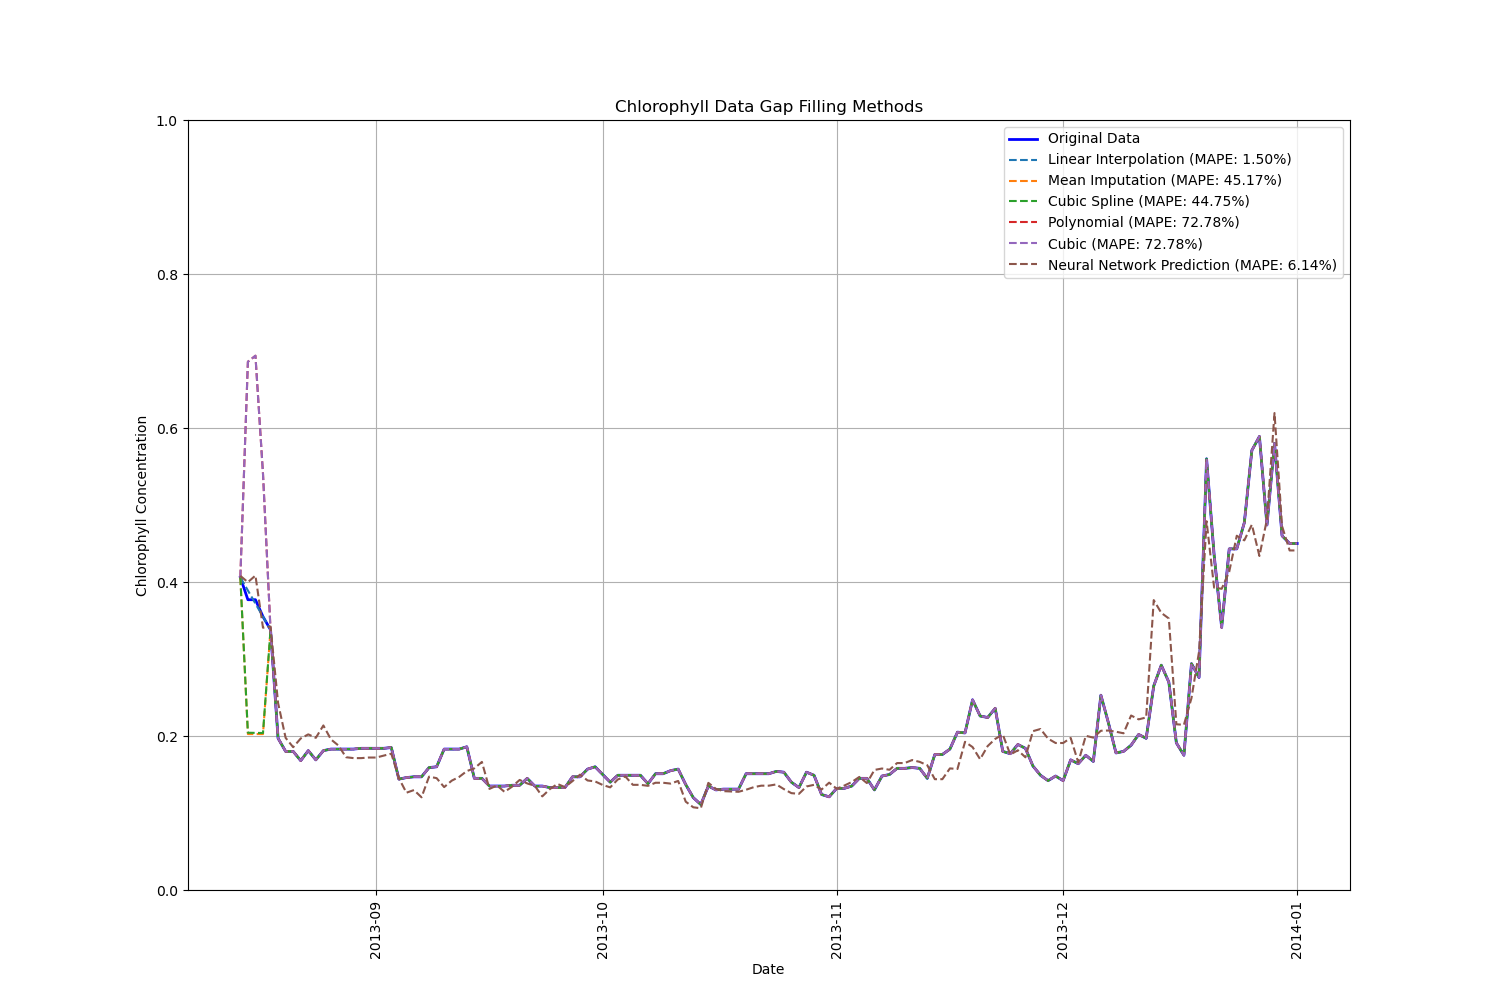 Chlorophyll Data Gap Filling Methods
1.0
0.8
0.6
0.4
0.2
0.0
Chlorophyll Concentration
Original Data
Linear Interpolation (MAPE: 1.50%)
Mean Imputation (MAPE: 45.17%)
Cubic Spline (MAPE: 44.75%)
Polynomial (MAPE: 72.78%)
Cubic (MAPE: 72.78%)
Neural Network Prediction (MAPE: 6.14%)
2013-09
2013-10
2013-11
2013-12
2014-01
Date